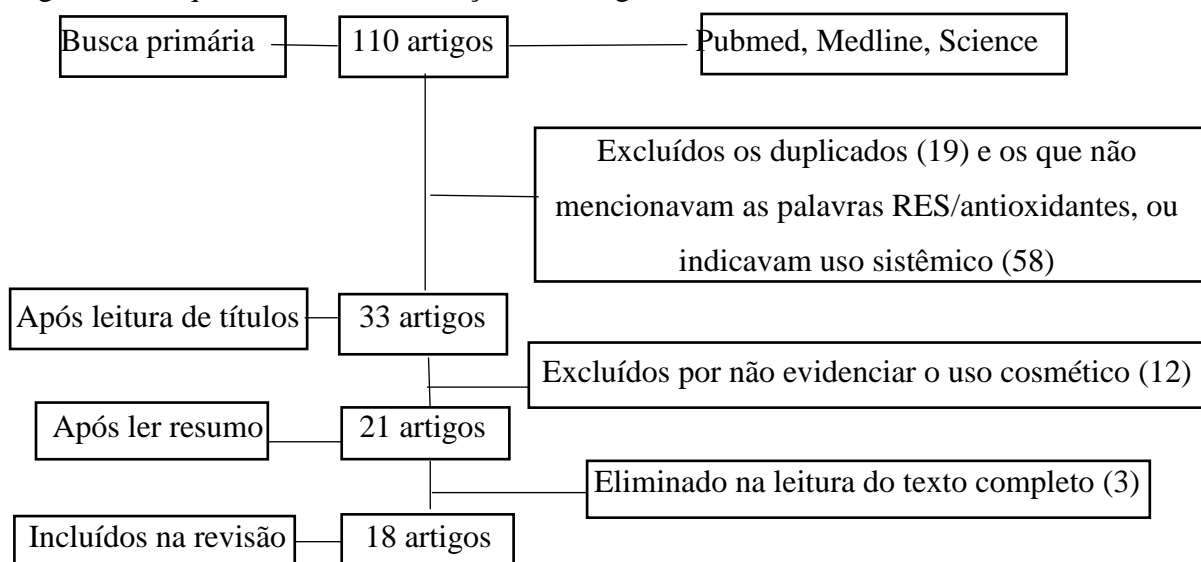 Busca primária
110 artigos
Pubmed, Medline, Science
Excluídos os duplicados (19) e os que não
mencionavam as palavras RES/antioxidantes, ou
indicavam uso sistêmico (58)
Após leitura de títulos
33 artigos
Excluídos por não evidenciar o uso cosmético (12)
Após ler resumo
21 artigos
Eliminado na leitura do texto completo (3)
Incluídos na revisão
18 artigos